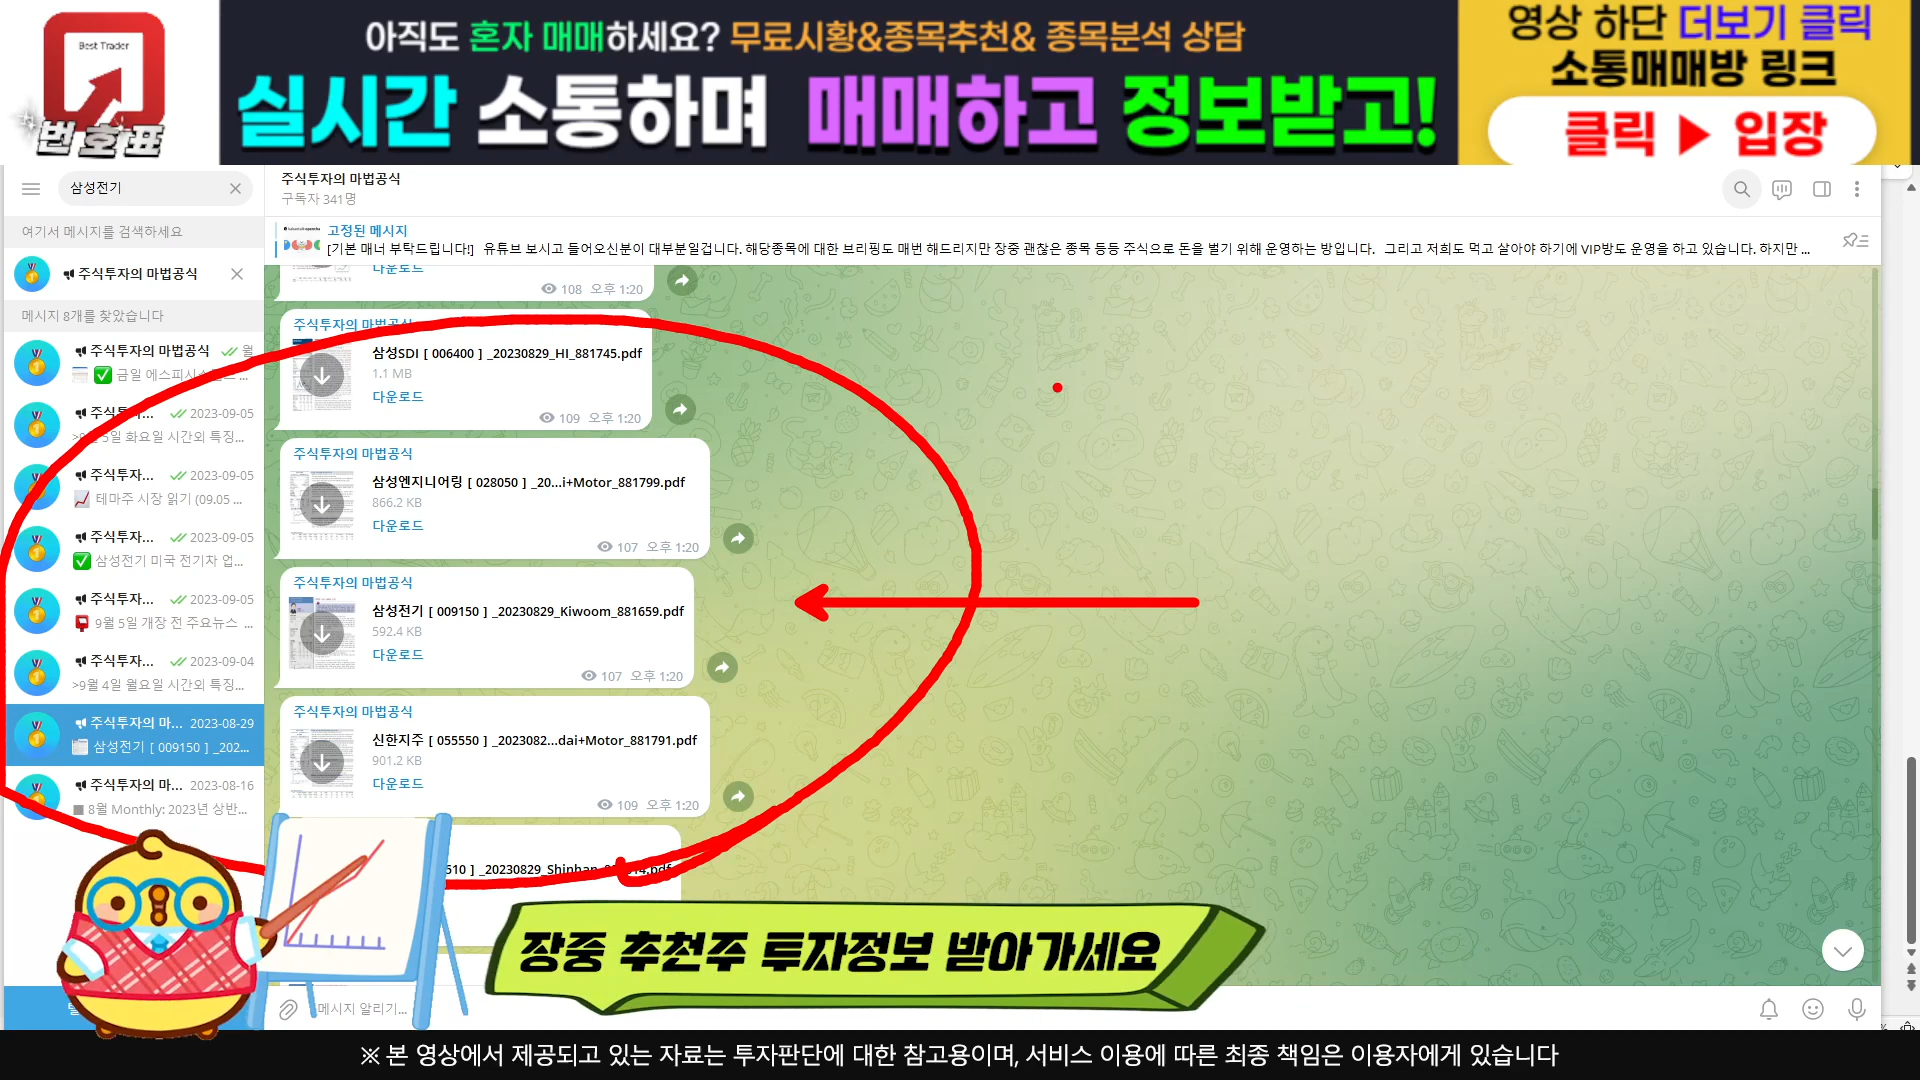 Best Trader
번호표
아직도 혼자 매매하세요? 무료시황&종목추천& 종목분석 상담
실시간 소통하며 매매하고 정보받고!
영상 하단 더보기 클릭
소통매매방 링크
클릭 ▶ 입장
삼성전기
여기서 메시지를 검색하세요
주식투자의 마법공식
메시지 8개를 찾았습니다
주식투자의 마법공식 월
✅ 금일 에스피시스템스 ...
주식투자... 2023-09-05
>9월 5일 화요일 시간외 특징...
주식투자... 2023-09-05
테마주 시장 읽기 (09.05 ...
주식투자... 2023-09-05
✅ 삼성전기 미국 전기차 업...
주식투자... 2023-09-05
9월 5일 개장 전 주요뉴스 ...
주식투자... 2023-09-04
>9월 4일 월요일 시간외 특징...
주식투자의 마... 2023-08-29
삼성전기 [ 009150 ] _202...
주식투자의 마... 2023-08-16
■ 8월 Monthly: 2023년 상반...
주식투자의 마법공식
구독자 341명
고정된 메시지
[기본 매너 부탁드립니다!] 유튜브 보시고 들어오신분이 대부분일겁니다. 해당종목에 대한 브리핑도 매번 해드리지만 장중 괜찮은 종목 등등 주식으로 돈을 벌기 위해 운영하는 방입니다. 그리고 저희도 먹고 살아야 하기에 VIP방도 운영을 하고 있습니다. 하지만 ...
다운로드
108 오후 1:20
주식투자의 마법공식
삼성SDI [ 006400 ] _20230829_HI_881745.pdf
1.1 MB
다운로드
109 오후 1:20
주식투자의 마법공식
삼성엔지니어링 [ 028050 ] _20...i+Motor_881799.pdf
866.2 KB
다운로드
107 오후 1:20
주식투자의 마법공식
삼성전기 [ 009150 ] _20230829_Kiwoom_881659.pdf
592.4 KB
다운로드
107 오후 1:20
주식투자의 마법공식
신한지주 [ 055550 ] _2023082...dai+Motor_881791.pdf
901.2 KB
다운로드
109 오후 1:20
510 ] _20230829_Shinhan
장중 추천주 투자정보 받아가세요
메시지 알리기...
※ 본 영상에서 제공되고 있는 자료는 투자판단에 대한 참고용이며, 서비스 이용에 따른 최종 책임은 이용자에게 있습니다